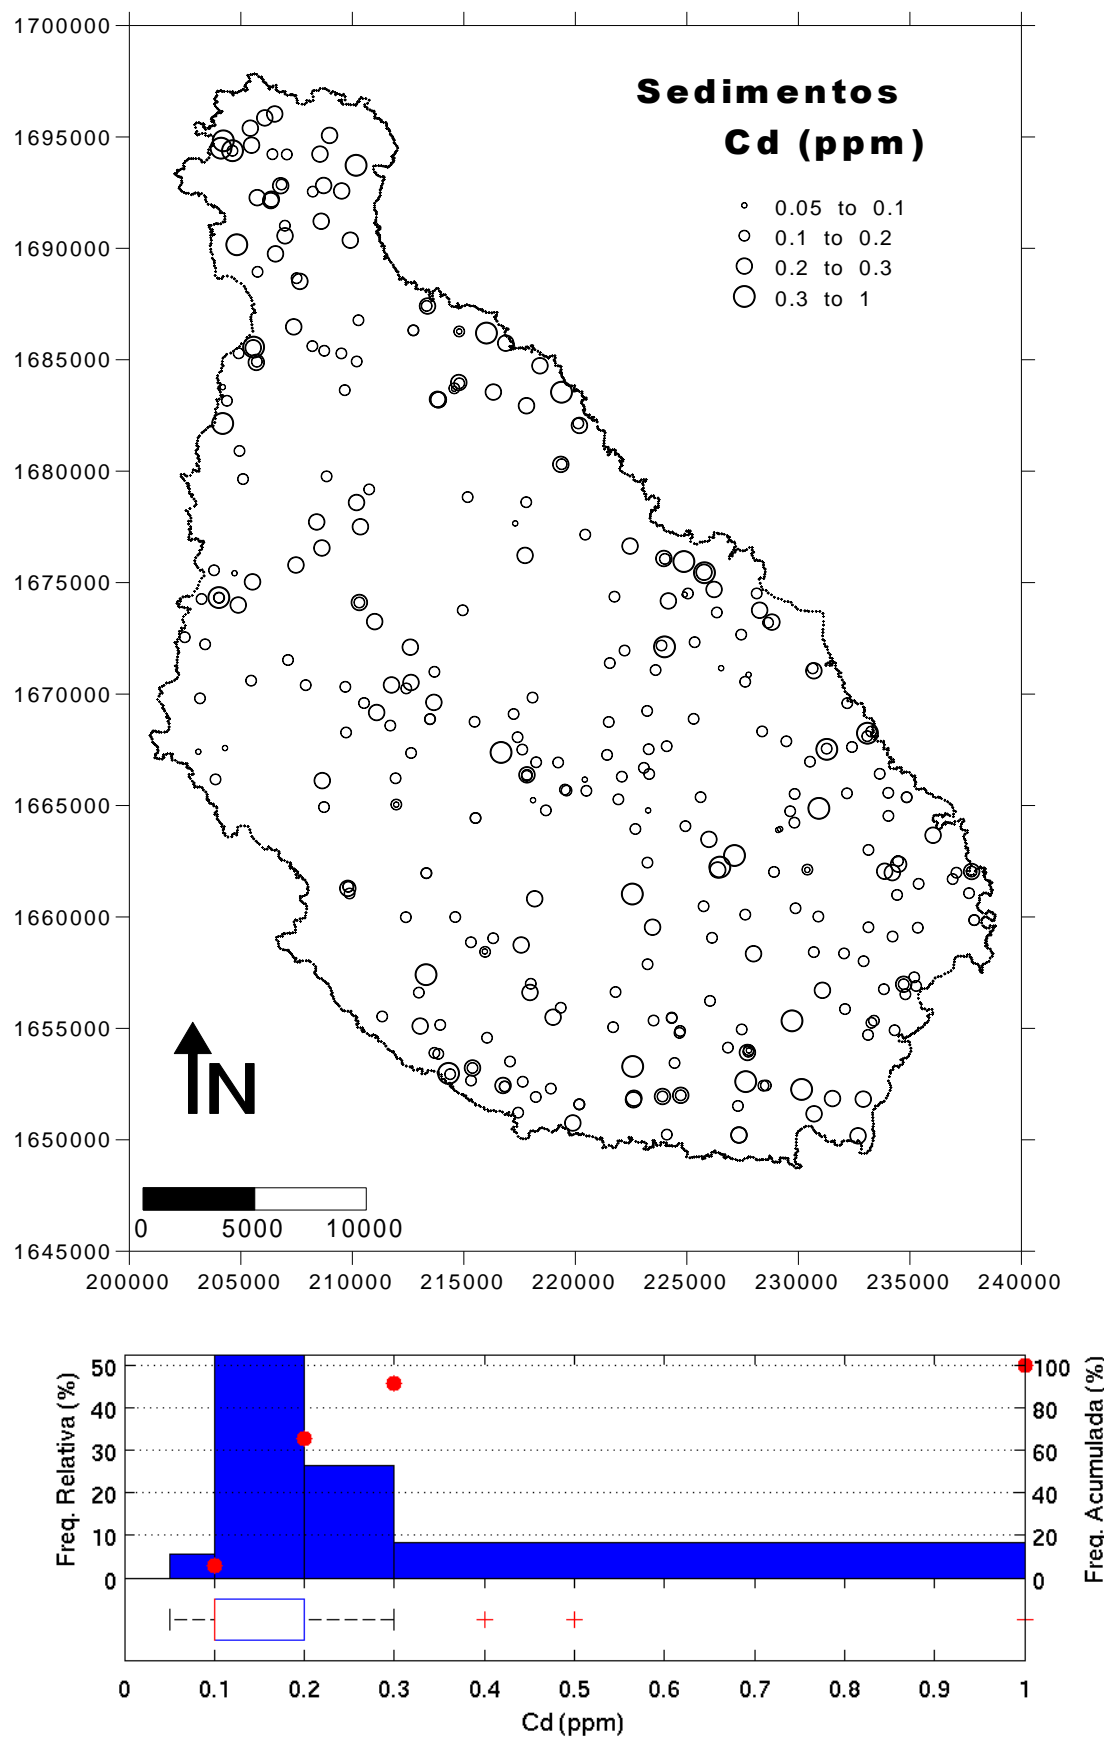 1700000
Sedimentos
Cd (ppm)
1695000
0.05 to 0.1
0.1 to 0.2
1690000
0.2 to 0.3
0.3 to 1
1685000
1680000
1675000
1670000
1665000
1660000
1655000
N
1650000
0 5000 10000
1645000
200000 205000 210000 215000 220000 225000 230000 235000 240000
Freq. Relativa (%)
50
40
30
20
10
0
100
80
60
40
20
0
Freq. Acumulada (%)
0 0.1 0.2 0.3 0.4 0.5 0.6 0.7 0.8 0.9 1
Cd (ppm)